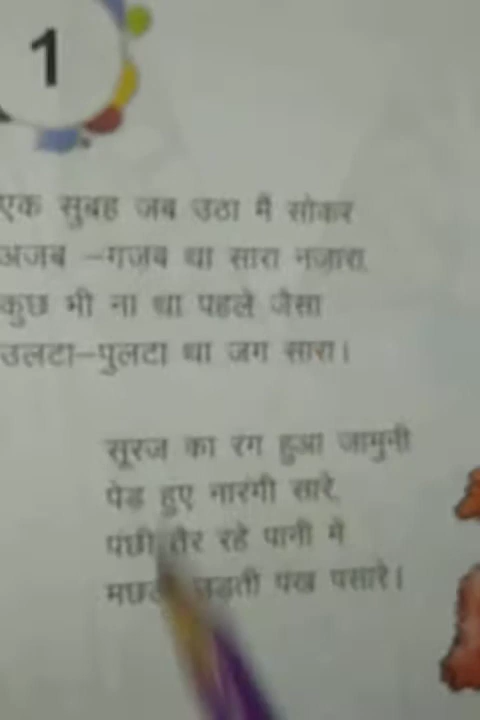 1
एक सुबह जब उठा मैं सोकर
अजब -गजब था सारा नजारा
कुछ भी ना था पहले जैसा
उलटा-पुलटा था जग सारा।
सूरज का रंग हुआ जामुनी
पेड़ हुए नारंगी सारे,
पंछी तैर रहे पानी में
उड़ती पंख पसारे।